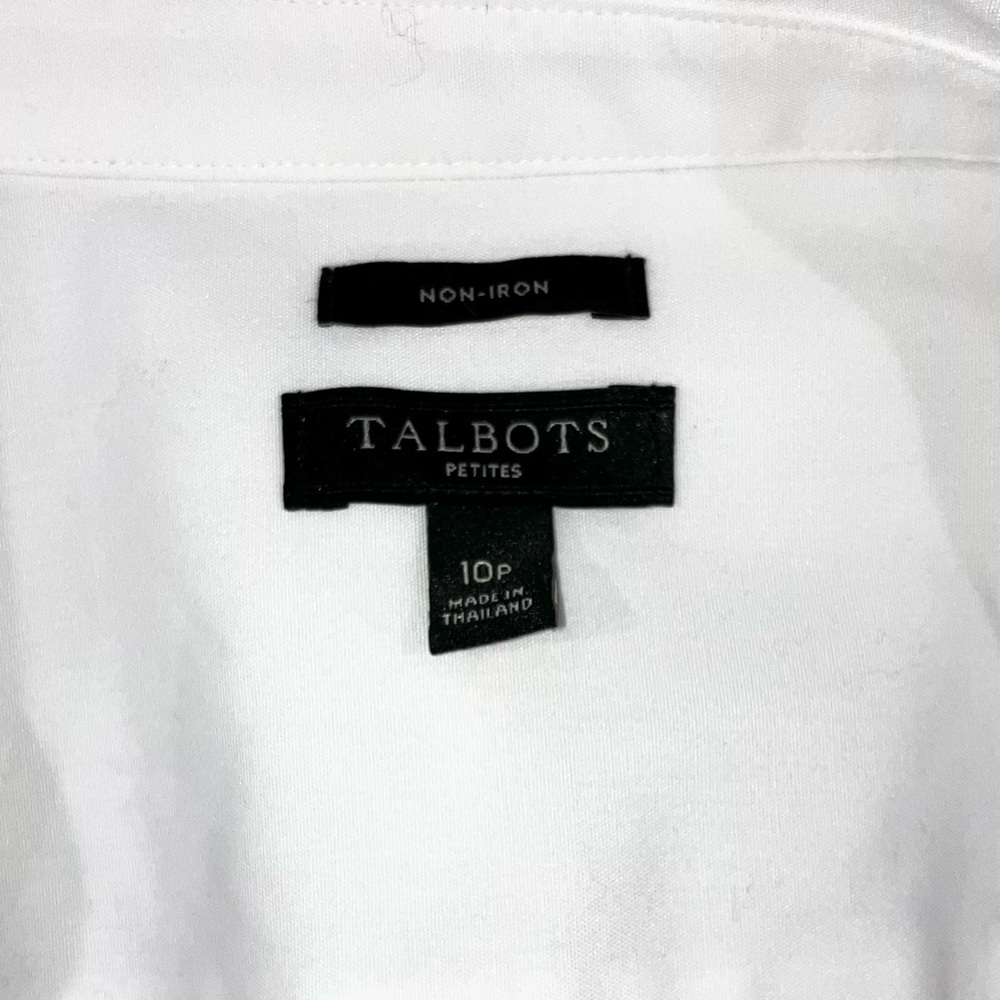 NON-IRON
TALBOTS
PETITES
10P
MADE IN
THAILAND